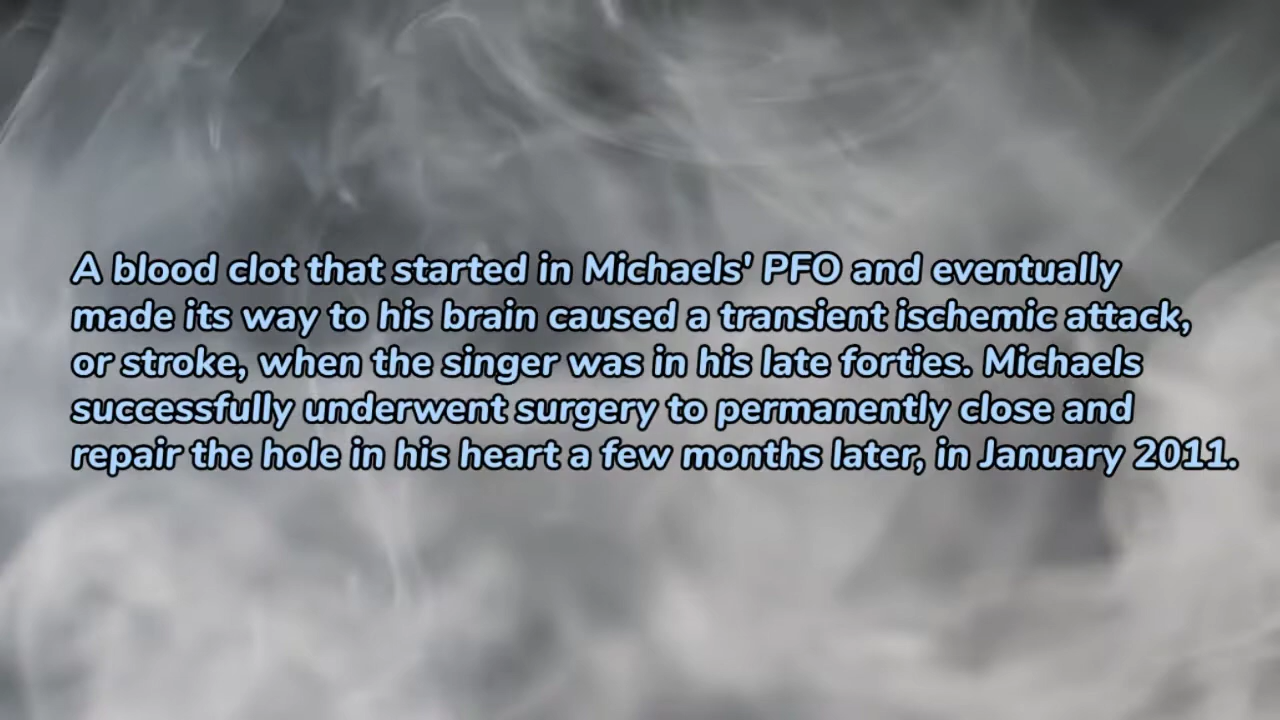 A blood clot that started in Michaels' PFO and eventually
made its way to his brain caused a transient ischemic attack,
or stroke, when the singer was in his late forties. Michaels
successfully underwent surgery to permanently close and
repair the hole in his heart a few months later, in January 2011.